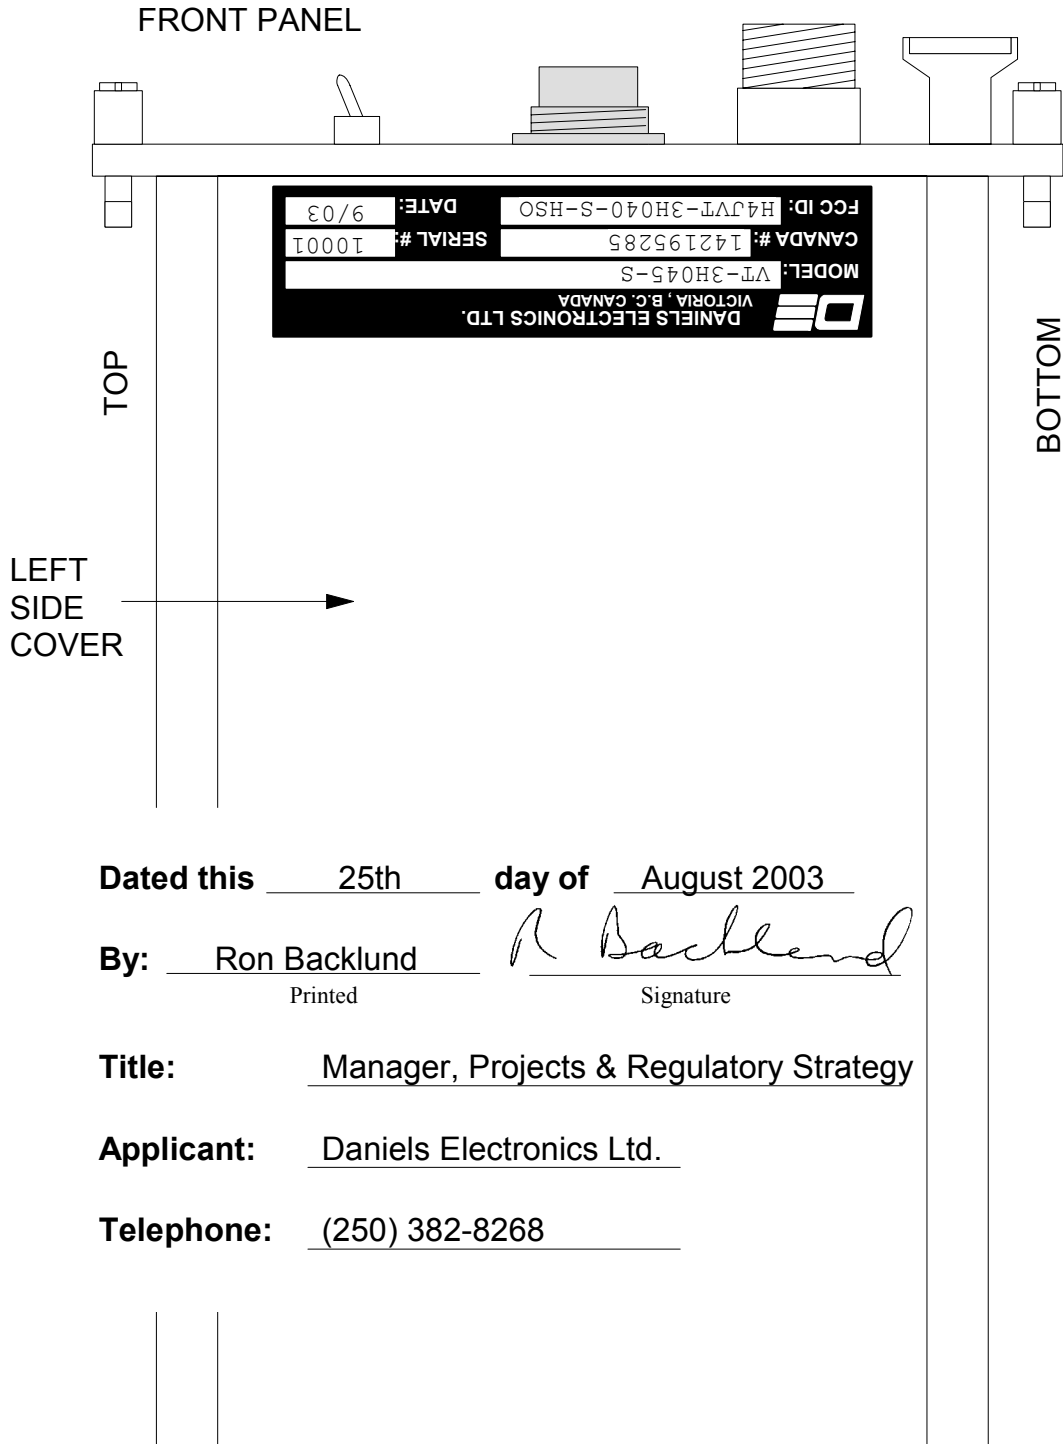 FRONT PANEL
DANIELS ELECTRONICS LTD.
VICTORIA, B.C. CANADA
MODEL: VT-3H045-S
CANADA #: 142195285 SERIAL #: 10001
FCC ID: H4JVT-3H040-S-HSO DATE: 9/03
TOP
BOTTOM
LEFT
SIDE
COVER
Dated this 25th day of August 2003
By: Ron Backlund R Backlund
Printed Signature
Title: Manager, Projects & Regulatory Strategy
Applicant: Daniels Electronics Ltd.
Telephone: (250) 382-8268